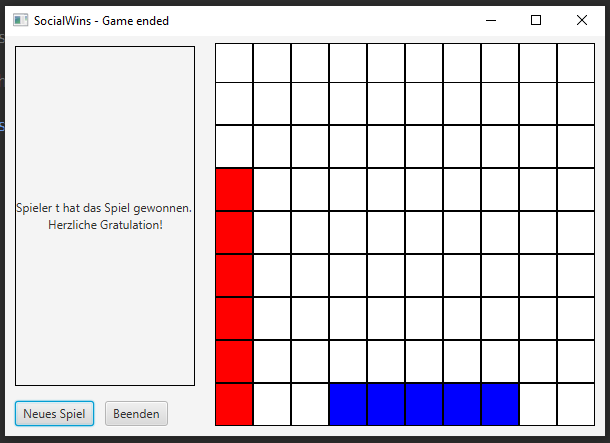 SocialWins - Game ended
Spieler t hat das Spiel gewonnen.
Herzliche Gratulation!
Neues Spiel
Beenden